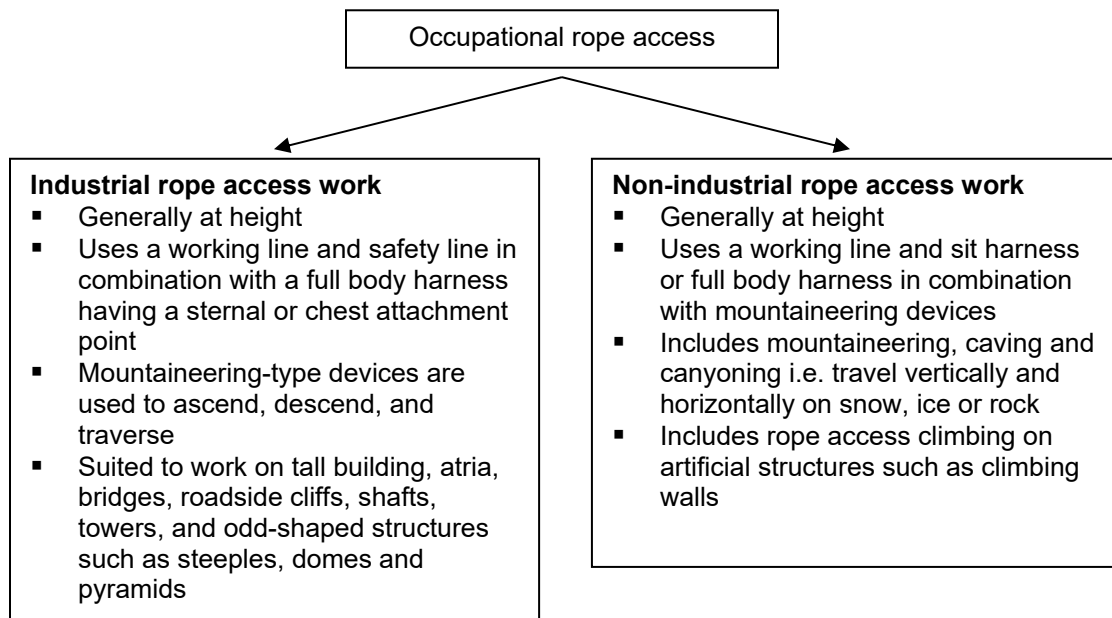 Occupational rope access
Industrial rope access work
▪ Generally at height
▪ Uses a working line and safety line in
combination with a full body harness
having a sternal or chest attachment
point
▪ Mountaineering-type devices are
used to ascend, descend, and
traverse
▪ Suited to work on tall building, atria,
bridges, roadside cliffs, shafts,
towers, and odd-shaped structures
such as steeples, domes and
pyramids
Non-industrial rope access work
▪ Generally at height
▪ Uses a working line and sit harness
or full body harness in combination
with mountaineering devices
▪ Includes mountaineering, caving and
canyoning i.e. travel vertically and
horizontally on snow, ice or rock
▪ Includes rope access climbing on
artificial structures such as climbing
walls